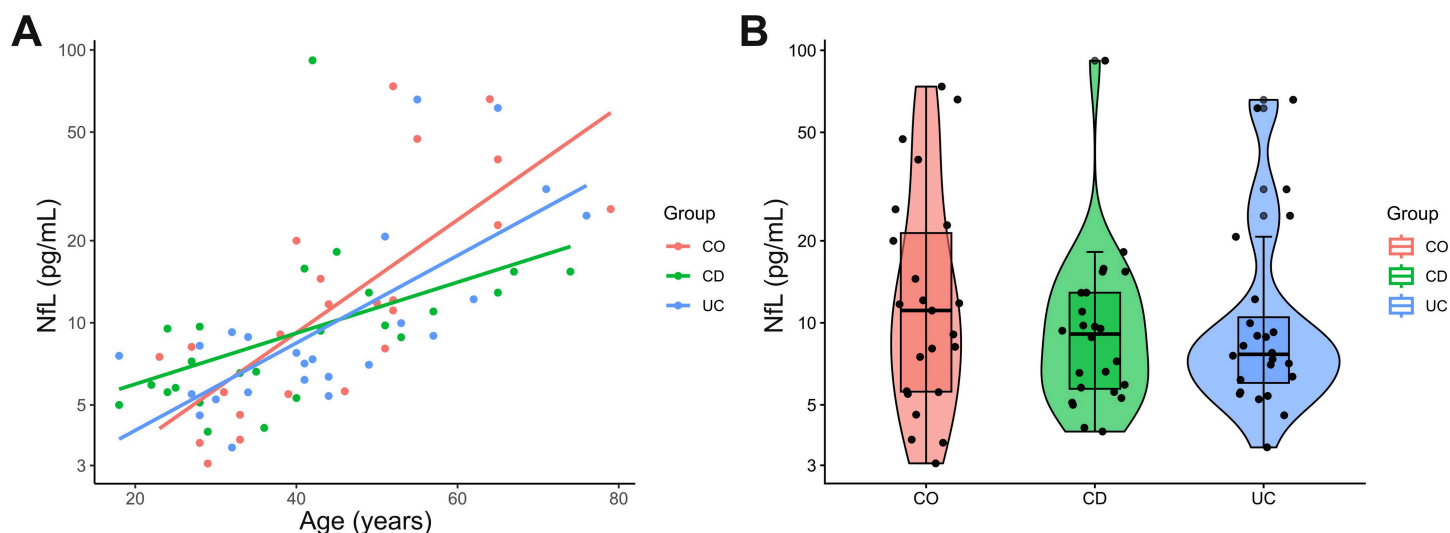 A
NfL (pg/mL)
100
50
20
10
5
3
20 40 60 80
Age (years)
Group
CO
CD
UC
B
NfL (pg/mL)
100
50
20
10
5
3
CO CD UC
Group
CO
CD
UC